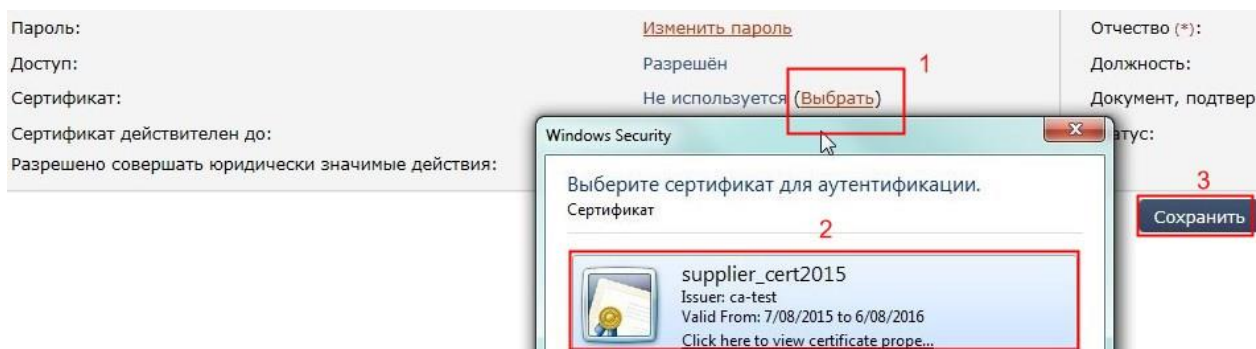 Пароль:
Изменить пароль
Отчество (*):
Доступ:
Разрешён
1
Должность:
Сертификат:
Не используется (Выбрать)
Документ, подтвер
Сертификат действителен до:
Windows Security
атус:
Разрешено совершать юридически значимые действия:
Выберите сертификат для аутентификации.
3
Сертификат
Сохранить
2
supplier_cert2015
Issuer: ca-test
Valid From: 7/08/2015 to 6/08/2016
Click here to view certificate prope...